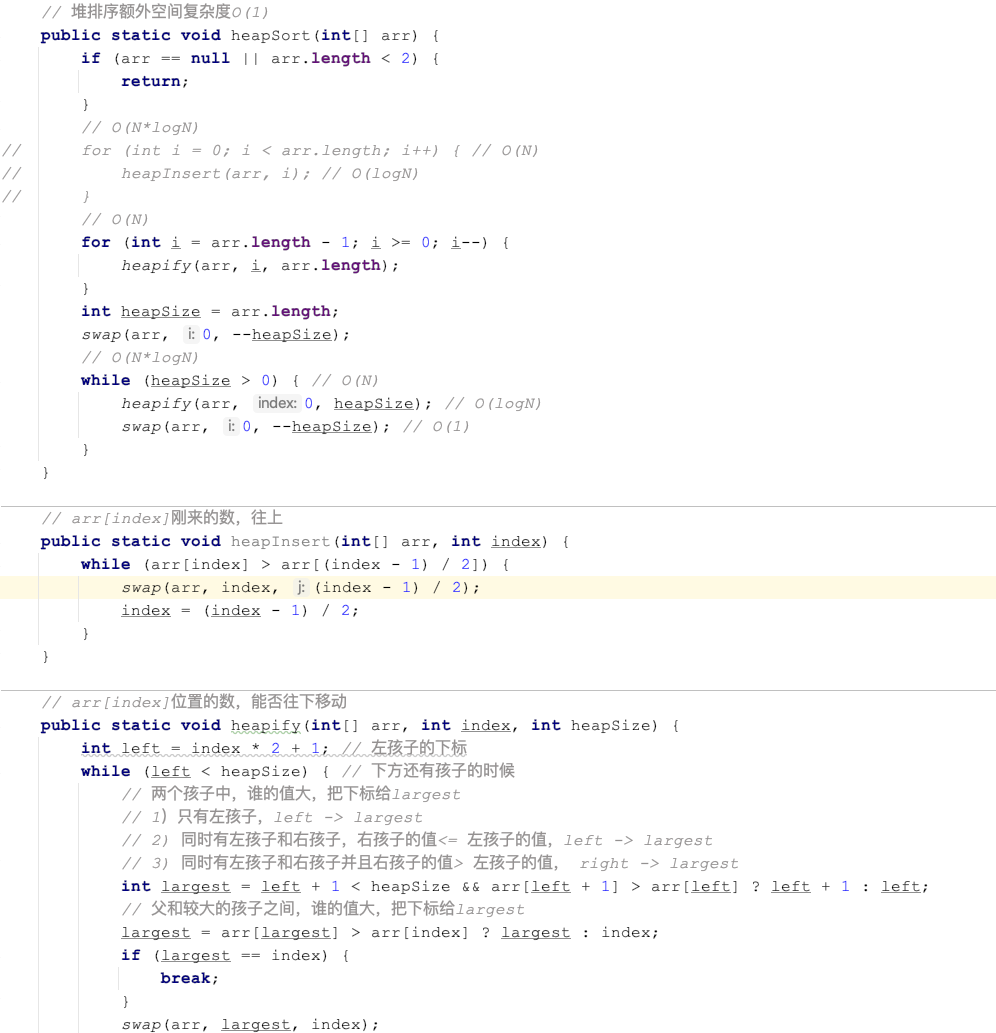 // 堆排序额外空间复杂度O(1)
public static void heapSort(int[] arr) {
if (arr == null || arr.length < 2) {
return;
}
// O(N*logN)
// for (int i = 0; i < arr.length; i++) { // O(N)
// heapInsert(arr, i); // O(logN)
// }
// O(N)
for (int i = arr.length - 1; i >= 0; i--) {
heapify(arr, i, arr.length);
}
int heapSize = arr.length;
swap(arr, i: 0, --heapSize);
// O(N*logN)
while (heapSize > 0) { // O(N)
heapify(arr, index: 0, heapSize); // O(logN)
swap(arr, i: 0, --heapSize); // O(1)
}
}
// arr[index]刚来的数，往上
public static void heapInsert(int[] arr, int index) {
while (arr[index] > arr[(index - 1) / 2]) {
swap(arr, index, j: (index - 1) / 2);
index = (index - 1) / 2;
}
}
// arr[index]位置的数，能否往下移动
public static void heapify(int[] arr, int index, int heapSize) {
int left = index * 2 + 1; // 左孩子的下标
while (left < heapSize) { // 下方还有孩子的时候
// 两个孩子中，谁的值大，把下标给largest
// 1）只有左孩子，left -> largest
// 2) 同时有左孩子和右孩子，右孩子的值<= 左孩子的值，left -> largest
// 3) 同时有左孩子和右孩子并且右孩子的值> 左孩子的值， right -> largest
int largest = left + 1 < heapSize && arr[left + 1] > arr[left] ? left + 1 : left;
// 父和较大的孩子之间，谁的值大，把下标给largest
largest = arr[largest] > arr[index] ? largest : index;
if (largest == index) {
break;
}
swap(arr, largest, index);